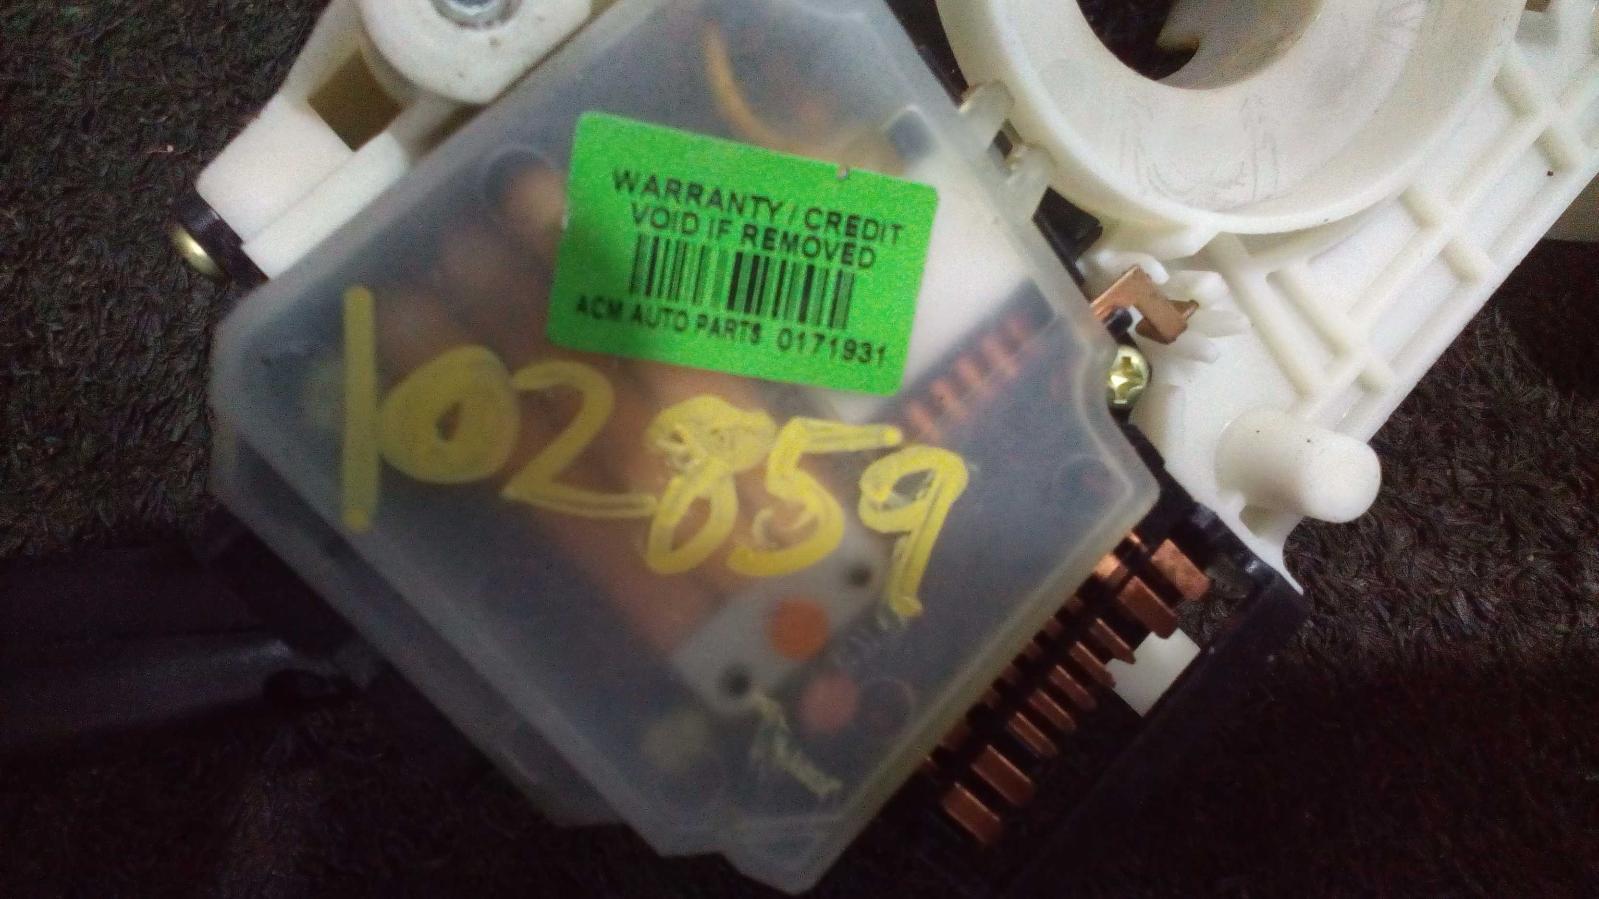 WARRANTY / CREDIT
VOID IF REMOVED
ACM AUTO PARTS 0171931
102859